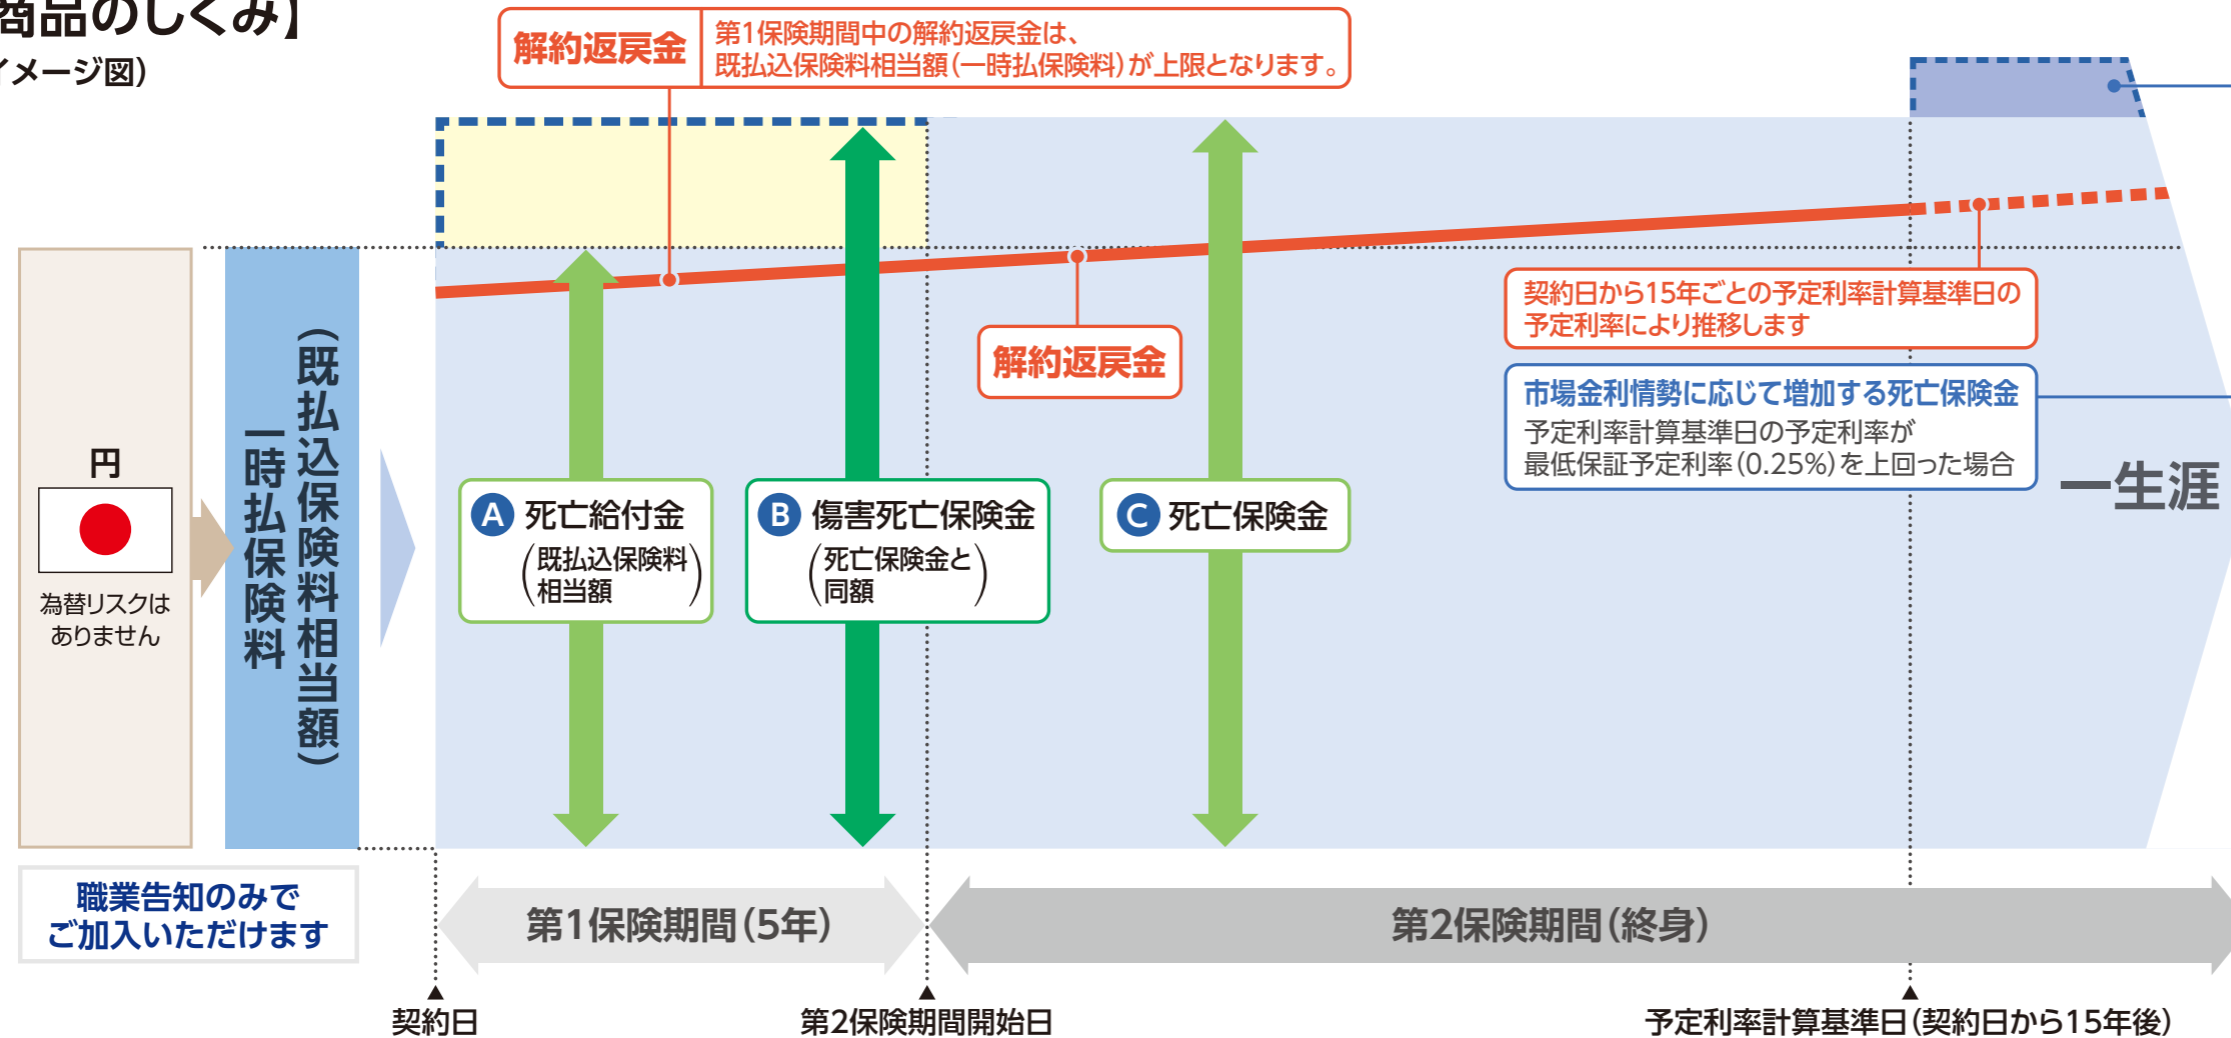 商品のしくみ】
イメージ図）
解約返戻金
第1保険期間中の解約返戻金は、
既払込保険料相当額（一時払保険料）が上限となります。
円
為替リスクは
ありません
一時払保険料
（既払込保険料相当額）
職業告知のみで
ご加入いただけます
A 死亡給付金
（既払込保険料
相当額）
B 傷害死亡保険金
（死亡保険金と
同額）
C 死亡保険金
解約返戻金
契約日から15年ごとの予定利率計算基準日の
予定利率により推移します
市場金利情勢に応じて増加する死亡保険金
予定利率計算基準日の予定利率が
最低保証予定利率（0.25%）を上回った場合
一生涯
第1保険期間（5年）
第2保険期間（終身）
▲
契約日
▲
第2保険期間開始日
▲
予定利率計算基準日（契約日から15年後）